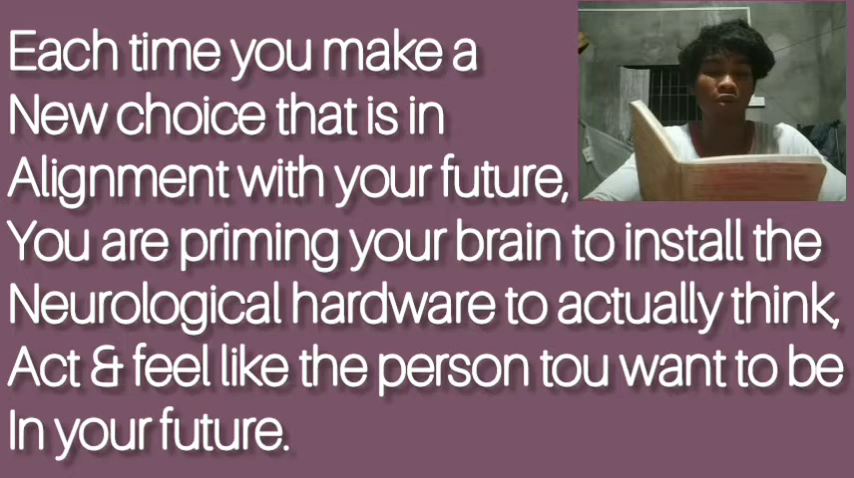 Each time you make a
New choice that is in
Alignment with your future,
You are priming your brain to install the
Neurological hardware to actually think,
Act & feel like the person tou want to be
In your future.